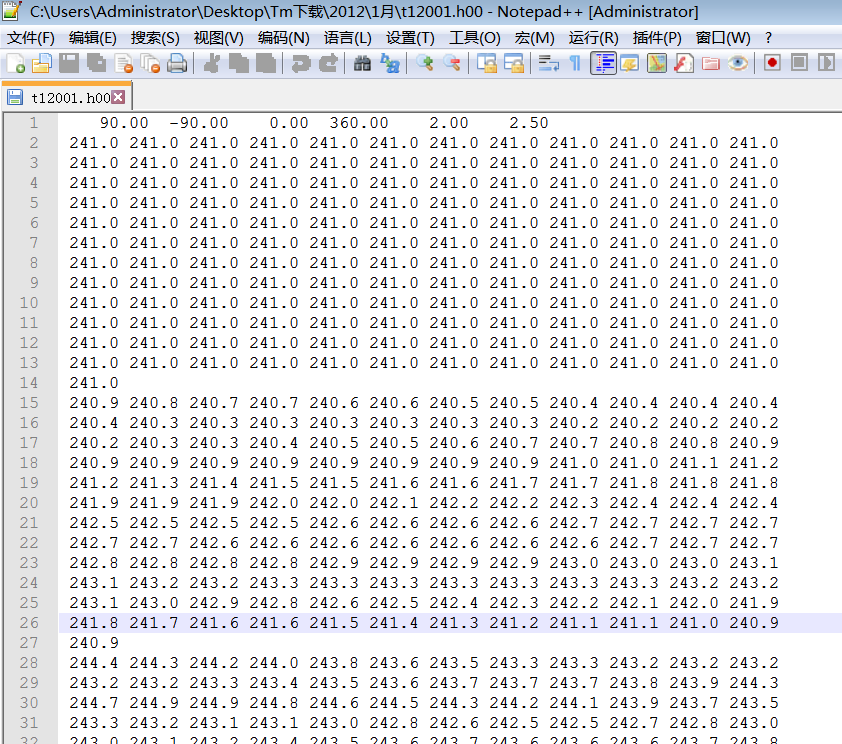 C:\Users\Administrator\Desktop\Tm下载\2012\1月\t12001.h00 - Notepad++ [Administrator]
文件(F) 编辑(E) 搜索(S) 视图(V) 编码(N) 语言(L) 设置(T) 工具(O) 宏(M) 运行(R) 插件(P) 窗口(W) ?
t12001.h00
1 90.00 -90.00 0.00 360.00 2.00 2.50
2 241.0 241.0 241.0 241.0 241.0 241.0 241.0 241.0 241.0 241.0 241.0 241.0
3 241.0 241.0 241.0 241.0 241.0 241.0 241.0 241.0 241.0 241.0 241.0 241.0
4 241.0 241.0 241.0 241.0 241.0 241.0 241.0 241.0 241.0 241.0 241.0 241.0
5 241.0 241.0 241.0 241.0 241.0 241.0 241.0 241.0 241.0 241.0 241.0 241.0
6 241.0 241.0 241.0 241.0 241.0 241.0 241.0 241.0 241.0 241.0 241.0 241.0
7 241.0 241.0 241.0 241.0 241.0 241.0 241.0 241.0 241.0 241.0 241.0 241.0
8 241.0 241.0 241.0 241.0 241.0 241.0 241.0 241.0 241.0 241.0 241.0 241.0
9 241.0 241.0 241.0 241.0 241.0 241.0 241.0 241.0 241.0 241.0 241.0 241.0
10 241.0 241.0 241.0 241.0 241.0 241.0 241.0 241.0 241.0 241.0 241.0 241.0
11 241.0 241.0 241.0 241.0 241.0 241.0 241.0 241.0 241.0 241.0 241.0 241.0
12 241.0 241.0 241.0 241.0 241.0 241.0 241.0 241.0 241.0 241.0 241.0 241.0
13 241.0 241.0 241.0 241.0 241.0 241.0 241.0 241.0 241.0 241.0 241.0 241.0
14 241.0
15 240.9 240.8 240.7 240.7 240.6 240.6 240.5 240.5 240.4 240.4 240.4 240.4
16 240.4 240.3 240.3 240.3 240.3 240.3 240.3 240.3 240.2 240.2 240.2 240.2
17 240.2 240.3 240.3 240.4 240.5 240.5 240.6 240.7 240.7 240.8 240.8 240.9
18 240.9 240.9 240.9 240.9 240.9 240.9 240.9 240.9 241.0 241.0 241.1 241.2
19 241.2 241.3 241.4 241.5 241.5 241.6 241.6 241.7 241.7 241.8 241.8 241.8
20 241.9 241.9 241.9 242.0 242.0 242.1 242.2 242.2 242.3 242.4 242.4 242.4
21 242.5 242.5 242.5 242.5 242.6 242.6 242.6 242.6 242.7 242.7 242.7 242.7
22 242.7 242.7 242.6 242.6 242.6 242.6 242.6 242.6 242.6 242.7 242.7 242.7
23 242.8 242.8 242.8 242.8 242.9 242.9 242.9 242.9 243.0 243.0 243.0 243.1
24 243.1 243.2 243.2 243.3 243.3 243.3 243.3 243.3 243.3 243.3 243.2 243.2
25 243.1 243.0 242.9 242.8 242.6 242.5 242.4 242.3 242.2 242.1 242.0 241.9
26 241.8 241.7 241.6 241.6 241.5 241.4 241.3 241.2 241.1 241.1 241.0 240.9
27 240.9
28 244.4 244.3 244.2 244.0 243.8 243.6 243.5 243.3 243.3 243.2 243.2 243.2
29 243.2 243.2 243.3 243.4 243.5 243.6 243.7 243.7 243.7 243.8 243.9 244.3
30 244.7 244.9 244.9 244.8 244.6 244.5 244.3 244.2 244.1 243.9 243.7 243.5
31 243.3 243.2 243.1 243.1 243.0 242.8 242.6 242.5 242.5 242.7 242.8 243.0
32 243.0 243.1 243.2 243.4 243.5 243.6 243.7 243.6 243.6 243.6 243.7 243.8